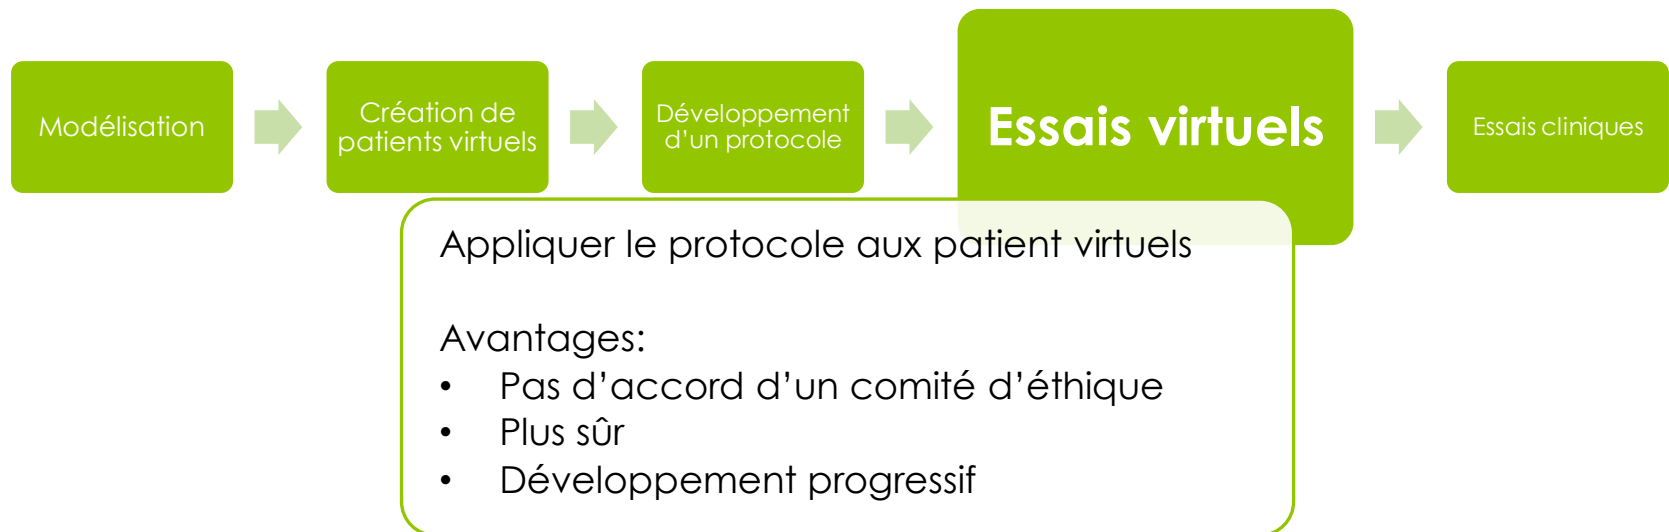 Modélisation
Création de
patients virtuels
Développement
d’un protocole
Essais virtuels
Essais cliniques
Appliquer le protocole aux patient virtuels
Avantages:
• Pas d’accord d’un comité d’éthique
• Plus sûr
• Développement progressif